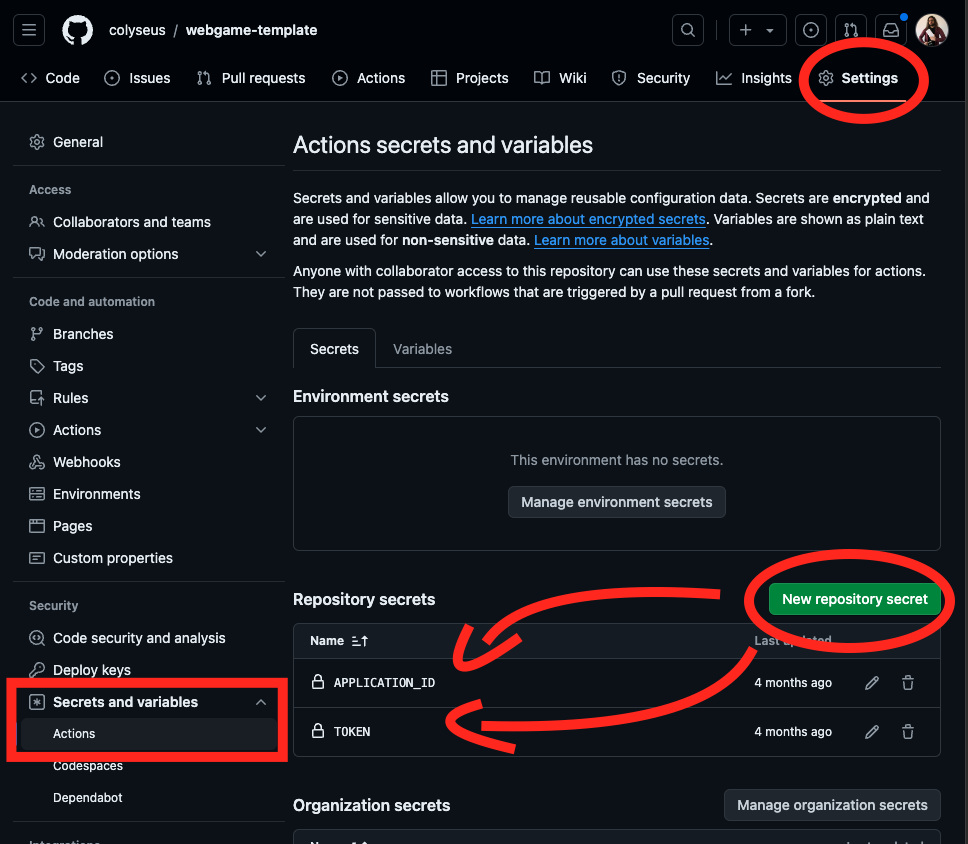 colyseus / webgame-template
Code Issues Pull requests Actions Projects Wiki Security Insights Settings
General
Access
Collaborators and teams
Moderation options
Code and automation
Branches
Tags
Rules
Actions
Webhooks
Environments
Pages
Custom properties
Security
Code security and analysis
Deploy keys
Secrets and variables
Actions
Codespaces
Dependabot
Integrations
Actions secrets and variables
Secrets and variables allow you to manage reusable configuration data. Secrets are encrypted and
are used for sensitive data. Learn more about encrypted secrets. Variables are shown as plain text
and are used for non-sensitive data. Learn more about variables.
Anyone with collaborator access to this repository can use these secrets and variables for actions.
They are not passed to workflows that are triggered by a pull request from a fork.
Secrets Variables
Environment secrets
This environment has no secrets.
Manage environment secrets
Repository secrets New repository secret
Name Last updated
APPLICATION_ID 4 months ago
TOKEN 4 months ago
Organization secrets Manage organization secrets